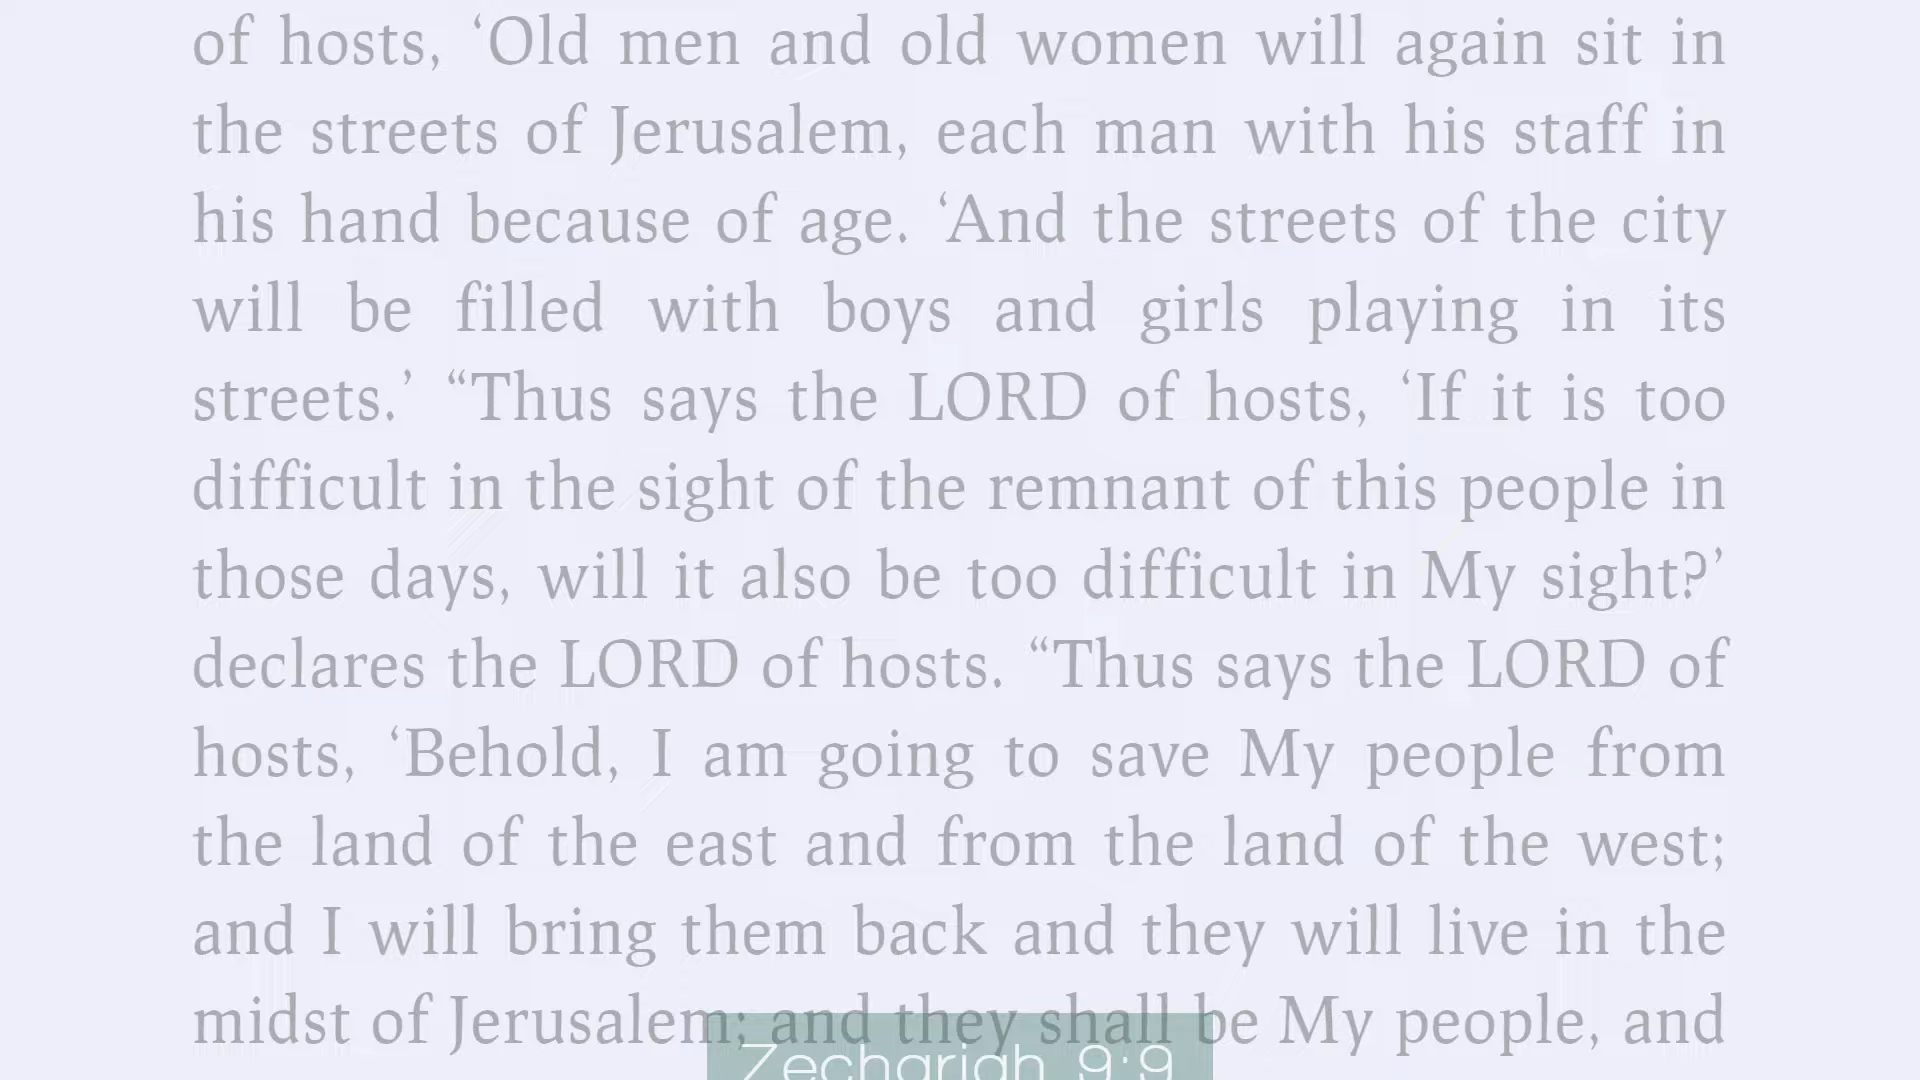 of hosts, ‘Old men and old women will again sit in
the streets of Jerusalem, each man with his staff in
his hand because of age. ‘And the streets of the city
will be filled with boys and girls playing in its
streets.’ “Thus says the LORD of hosts, ‘If it is too
difficult in the sight of the remnant of this people in
those days, will it also be too difficult in My sight?’
declares the LORD of hosts. “Thus says the LORD of
hosts, ‘Behold, I am going to save My people from
the land of the east and from the land of the west;
and I will bring them back and they will live in the
midst of Jerusalem; and they shall be My people, and
Zechariah 9:9